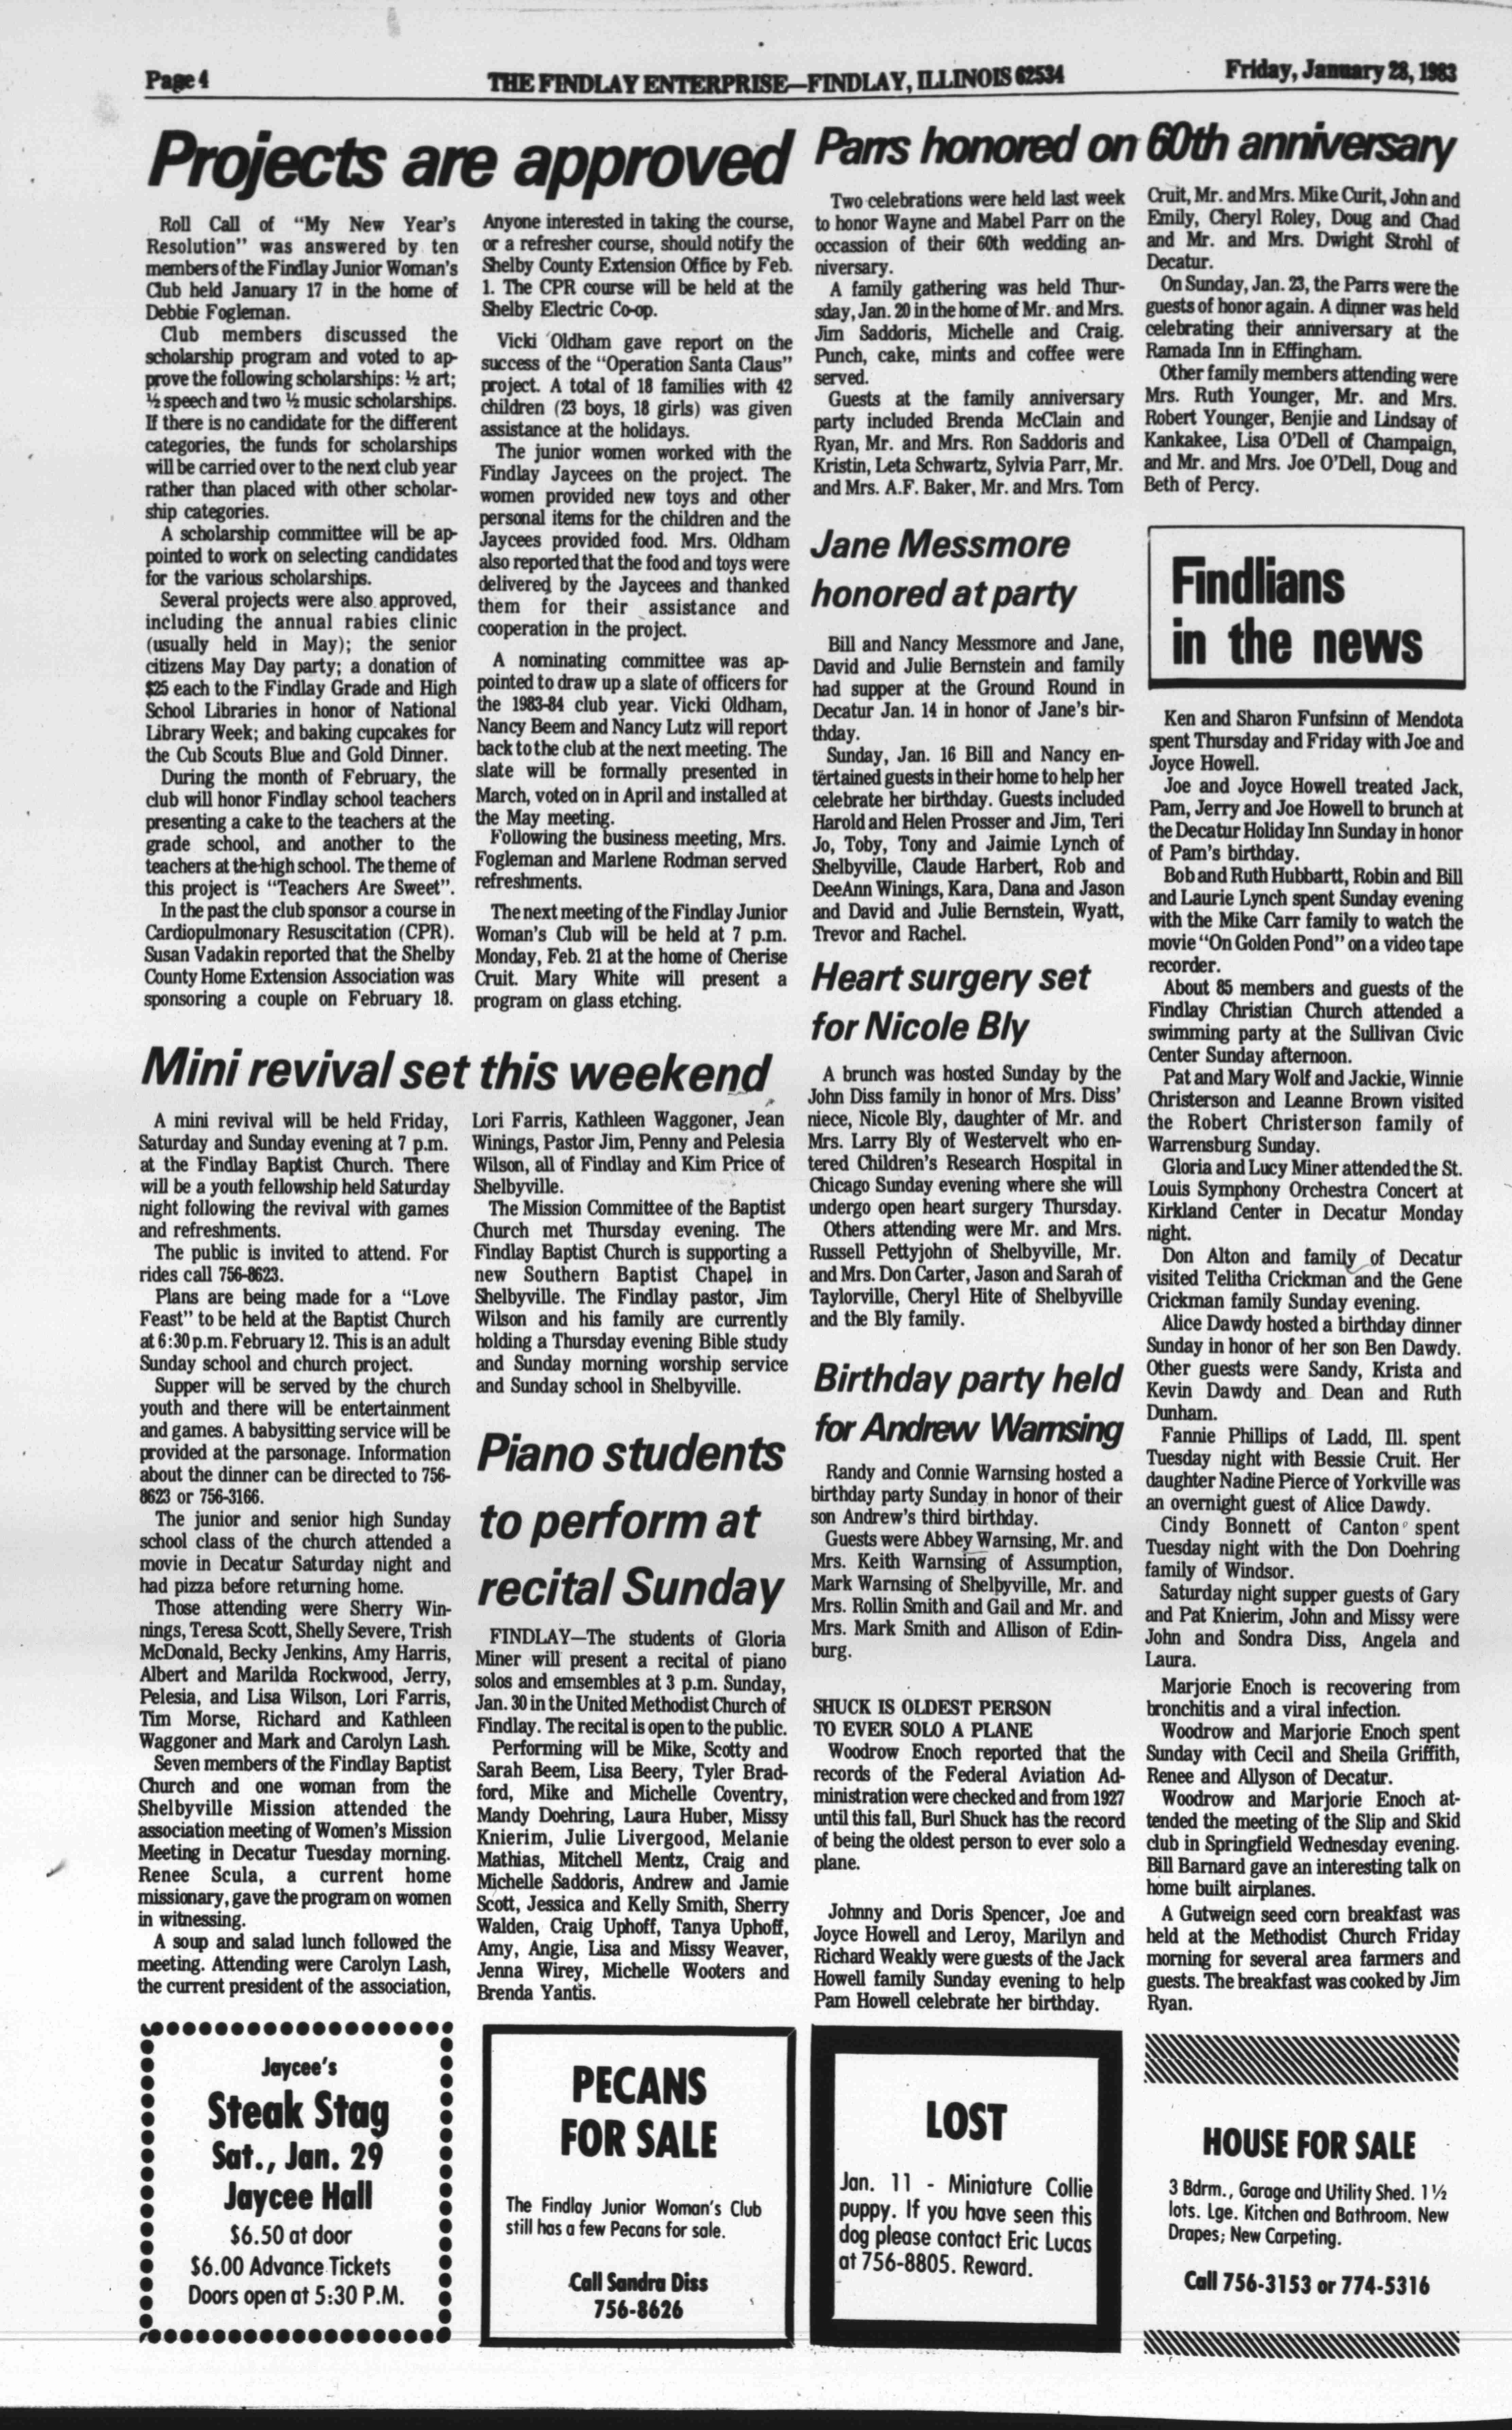 Page 4
THE FINDLAY ENTERPRISE—FINDLAY, ILLINOIS 62534
Friday, January 28, 1983
Projects are approved
Roll Call of “My New Year’s
Resolution” was answered by ten
members of the Findlay Junior Woman’s
Club held January 17 in the home of
Debbie Fogleman.
Club members discussed the
scholarship program and voted to ap-
prove the following scholarships: ½ art;
½ speech and two ½ music scholarships.
If there is no candidate for the different
categories, the funds for scholarships
will be carried over to the next club year
rather than placed with other scholar-
ship categories.
A scholarship committee will be ap-
pointed to work on selecting candidates
for the various scholarships.
Several projects were also approved,
including the annual rabies clinic
(usually held in May); the senior
citizens May Day party; a donation of
$25 each to the Findlay Grade and High
School Libraries in honor of National
Library Week; and baking cupcakes for
the Cub Scouts Blue and Gold Dinner.
During the month of February, the
club will honor Findlay school teachers
presenting a cake to the teachers at the
grade school, and another to the
teachers at the high school. The theme of
this project is “Teachers Are Sweet”.
In the past the club sponsor a course in
Cardiopulmonary Resuscitation (CPR).
Susan Vadakin reported that the Shelby
County Home Extension Association was
sponsoring a couple on February 18.
Anyone interested in taking the course,
or a refresher course, should notify the
Shelby County Extension Office by Feb.
1. The CPR course will be held at the
Shelby Electric Co-op.
Vicki Oldham gave report on the
success of the “Operation Santa Claus”
project. A total of 18 families with 42
children (23 boys, 18 girls) was given
assistance at the holidays.
The junior women worked with the
Findlay Jaycees on the project. The
women provided new toys and other
personal items for the children and the
Jaycees provided food. Mrs. Oldham
also reported that the food and toys were
delivered by the Jaycees and thanked
them for their assistance and
cooperation in the project.
A nominating committee was ap-
pointed to draw up a slate of officers for
the 1983-84 club year. Vicki Oldham,
Nancy Beem and Nancy Lutz will report
back to the club at the next meeting. The
slate will be formally presented in
March, voted on in April and installed at
the May meeting.
Following the business meeting, Mrs.
Fogleman and Marlene Rodman served
refreshments.
The next meeting of the Findlay Junior
Woman’s Club will be held at 7 p.m.
Monday, Feb. 21 at the home of Cherise
Cruit. Mary White will present a
program on glass etching.
Mini revival set this weekend
A mini revival will be held Friday,
Saturday and Sunday evening at 7 p.m.
at the Findlay Baptist Church. There
will be a youth fellowship held Saturday
night following the revival with games
and refreshments.
The public is invited to attend. For
rides call 756-8623.
Plans are being made for a “Love
Feast” to be held at the Baptist Church
at 6:30 p.m. February 12. This is an adult
Sunday school and church project.
Supper will be served by the church
youth and there will be entertainment
and games. A babysitting service will be
provided at the parsonage. Information
about the dinner can be directed to 756-
8623 or 756-3166.
The junior and senior high Sunday
school class of the church attended a
movie in Decatur Saturday night and
had pizza before returning home.
Those attending were Sherry Win-
nings, Teresa Scott, Shelly Severe, Trish
McDonald, Becky Jenkins, Amy Harris,
Albert and Marilda Rockwood, Jerry,
Pelesia, and Lisa Wilson, Lori Farris,
Tim Morse, Richard and Kathleen
Waggoner and Mark and Carolyn Lash.
Seven members of the Findlay Baptist
Church and one woman from the
Shelbyville Mission attended the
association meeting of Women’s Mission
Meeting in Decatur Tuesday morning.
Renee Scula, a current home
missionary, gave the program on women
in witnessing.
A soup and salad lunch followed the
meeting. Attending were Carolyn Lash,
the current president of the association,
Lori Farris, Kathleen Waggoner, Jean
Winings, Pastor Jim, Penny and Pelesia
Wilson, all of Findlay and Kim Price of
Shelbyville.
The Mission Committee of the Baptist
Church met Thursday evening. The
Findlay Baptist Church is supporting a
new Southern Baptist Chapel in
Shelbyville. The Findlay pastor, Jim
Wilson and his family are currently
holding a Thursday evening Bible study
and Sunday morning worship service
and Sunday school in Shelbyville.
Piano students
to perform at
recital Sunday
FINDLAY—The students of Gloria
Miner will present a recital of piano
solos and emsembles at 3 p.m. Sunday,
Jan. 30 in the United Methodist Church of
Findlay. The recital is open to the public.
Performing will be Mike, Scotty and
Sarah Beem, Lisa Beery, Tyler Brad-
ford, Mike and Michelle Coventry,
Mandy Doehring, Laura Huber, Missy
Knierim, Julie Livergood, Melanie
Mathias, Mitchell Mentz, Craig and
Michelle Saddoris, Andrew and Jamie
Scott, Jessica and Kelly Smith, Sherry
Walden, Craig Uphoff, Tanya Uphoff,
Amy, Angie, Lisa and Missy Weaver,
Jenna Wirey, Michelle Wooters and
Brenda Yantis.
Parrs honored on 60th anniversary
Two celebrations were held last week
to honor Wayne and Mabel Parr on the
occassion of their 60th wedding an-
niversary.
A family gathering was held Thur-
sday, Jan. 20 in the home of Mr. and Mrs.
Jim Saddoris, Michelle and Craig.
Punch, cake, mints and coffee were
served.
Guests at the family anniversary
party included Brenda McClain and
Ryan, Mr. and Mrs. Ron Saddoris and
Kristin, Leta Schwartz, Sylvia Parr, Mr.
and Mrs. A.F. Baker, Mr. and Mrs. Tom
Cruit, Mr. and Mrs. Mike Curit, John and
Emily, Cheryl Roley, Doug and Chad
and Mr. and Mrs. Dwight Strohl of
Decatur.
On Sunday, Jan. 23, the Parrs were the
guests of honor again. A dinner was held
celebrating their anniversary at the
Ramada Inn in Effingham.
Other family members attending were
Mrs. Ruth Younger, Mr. and Mrs.
Robert Younger, Benjie and Lindsay of
Kankakee, Lisa O’Dell of Champaign,
and Mr. and Mrs. Joe O’Dell, Doug and
Beth of Percy.
Jane Messmore
honored at party
Bill and Nancy Messmore and Jane,
David and Julie Bernstein and family
had supper at the Ground Round in
Decatur Jan. 14 in honor of Jane’s bir-
thday.
Sunday, Jan. 16 Bill and Nancy en-
tertained guests in their home to help her
celebrate her birthday. Guests included
Harold and Helen Prosser and Jim, Teri
Jo, Toby, Tony and Jaimie Lynch of
Shelbyville, Claude Harbert, Rob and
DeeAnn Winings, Kara, Dana and Jason
and David and Julie Bernstein, Wyatt,
Trevor and Rachel.
Heart surgery set
for Nicole Bly
A brunch was hosted Sunday by the
John Diss family in honor of Mrs. Diss’
niece, Nicole Bly, daughter of Mr. and
Mrs. Larry Bly of Westervelt who en-
tered Children’s Research Hospital in
Chicago Sunday evening where she will
undergo open heart surgery Thursday.
Others attending were Mr. and Mrs.
Russell Pettyjohn of Shelbyville, Mr.
and Mrs. Don Carter, Jason and Sarah of
Taylorville, Cheryl Hite of Shelbyville
and the Bly family.
Birthday party held
for Andrew Warnsing
Randy and Connie Warnsing hosted a
birthday party Sunday in honor of their
son Andrew’s third birthday.
Guests were Abbey Warnsing, Mr. and
Mrs. Keith Warnsing of Assumption,
Mark Warnsing of Shelbyville, Mr. and
Mrs. Rollin Smith and Gail and Mr. and
Mrs. Mark Smith and Allison of Edin-
burg.
SHUCK IS OLDEST PERSON
TO EVER SOLO A PLANE
Woodrow Enoch reported that the
records of the Federal Aviation Ad-
ministration were checked and from 1927
until this fall, Burl Shuck has the record
of being the oldest person to ever solo a
plane.
Johnny and Doris Spencer, Joe and
Joyce Howell and Leroy, Marilyn and
Richard Weakly were guests of the Jack
Howell family Sunday evening to help
Pam Howell celebrate her birthday.
Findlians
in the news
Ken and Sharon Funfsinn of Mendota
spent Thursday and Friday with Joe and
Joyce Howell.
Joe and Joyce Howell treated Jack,
Pam, Jerry and Joe Howell to brunch at
the Decatur Holiday Inn Sunday in honor
of Pam’s birthday.
Bob and Ruth Hubbartt, Robin and Bill
and Laurie Lynch spent Sunday evening
with the Mike Carr family to watch the
movie “On Golden Pond” on a video tape
recorder.
About 85 members and guests of the
Findlay Christian Church attended a
swimming party at the Sullivan Civic
Center Sunday afternoon.
Pat and Mary Wolf and Jackie, Winnie
Christerson and Leanne Brown visited
the Robert Christerson family of
Warrensburg Sunday.
Gloria and Lucy Miner attended the St.
Louis Symphony Orchestra Concert at
Kirkland Center in Decatur Monday
night.
Don Alton and family of Decatur
visited Telitha Crickman and the Gene
Crickman family Sunday evening.
Alice Dawdy hosted a birthday dinner
Sunday in honor of her son Ben Dawdy.
Other guests were Sandy, Krista and
Kevin Dawdy and Dean and Ruth
Dunham.
Fannie Phillips of Ladd, Ill. spent
Tuesday night with Bessie Cruit. Her
daughter Nadine Pierce of Yorkville was
an overnight guest of Alice Dawdy.
Cindy Bonnett of Canton spent
Tuesday night with the Don Doehring
family of Windsor.
Saturday night supper guests of Gary
and Pat Knierim, John and Missy were
John and Sondra Diss, Angela and
Laura.
Marjorie Enoch is recovering from
bronchitis and a viral infection.
Woodrow and Marjorie Enoch spent
Sunday with Cecil and Sheila Griffith,
Renee and Allyson of Decatur.
Woodrow and Marjorie Enoch at-
tended the meeting of the Slip and Skid
club in Springfield Wednesday evening.
Bill Barnard gave an interesting talk on
home built airplanes.
A Gutweign seed corn breakfast was
held at the Methodist Church Friday
morning for several area farmers and
guests. The breakfast was cooked by Jim
Ryan.
Jaycee’s
Steak Stag
Sat., Jan. 29
Jaycee Hall
$6.50 at door
$6.00 Advance Tickets
Doors open at 5:30 P.M.
PECANS
FOR SALE
The Findlay Junior Woman’s Club
still has a few Pecans for sale.
Call Sandra Diss
756-8626
LOST
Jan. 11 - Miniature Collie
puppy. If you have seen this
dog please contact Eric Lucas
at 756-8805. Reward.
HOUSE FOR SALE
3 Bdrm., Garage and Utility Shed. 1½
lots. Lge. Kitchen and Bathroom. New
Drapes; New Carpeting.
Call 756-3153 or 774-5316